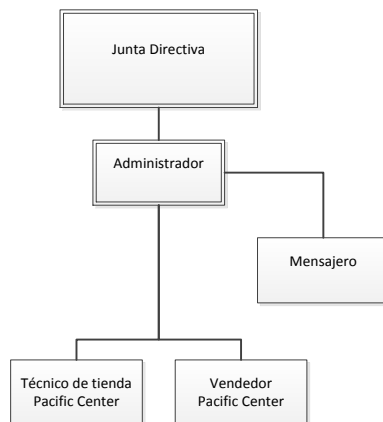 Junta Directiva
Administrador
Mensajero
Técnico de tienda
Pacific Center
Vendedor
Pacific Center